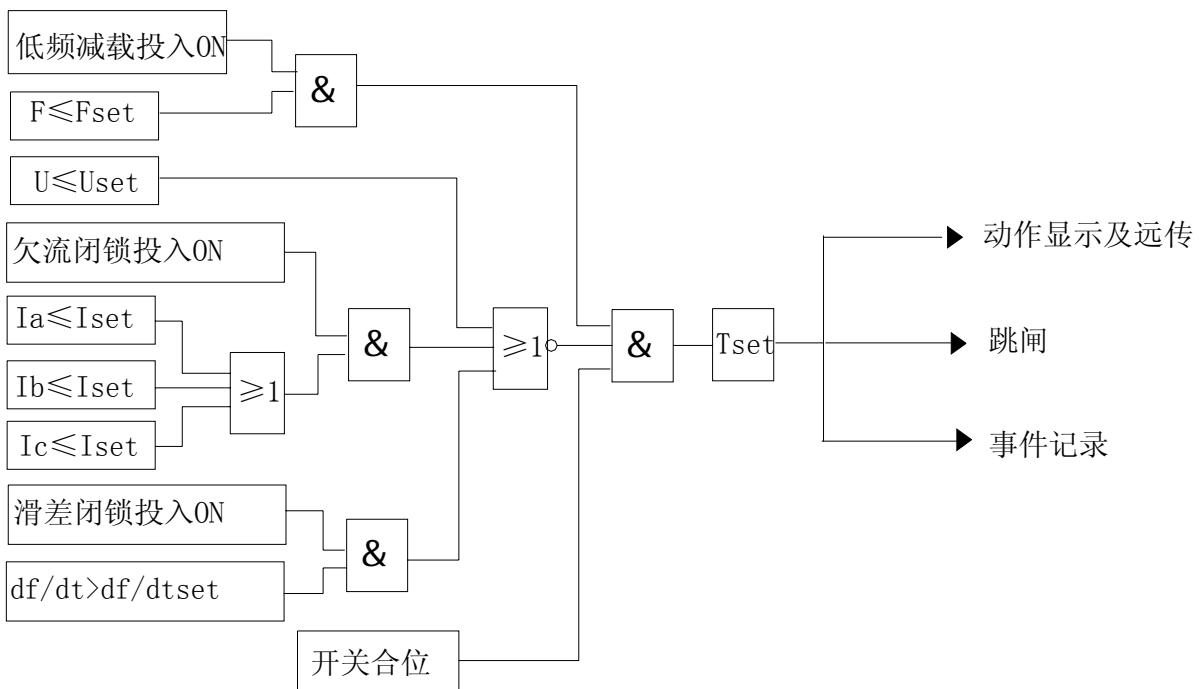 低频减载投入ON
&
F≤Fset
U≤Uset
动作显示及远传
欠流闭锁投入ON
Ia≤Iset
&
≥1
&
Tset
跳闸
Ib≤Iset
≥1
Ic≤Iset
事件记录
滑差闭锁投入ON
&
df/dt>df/dtset
开关合位